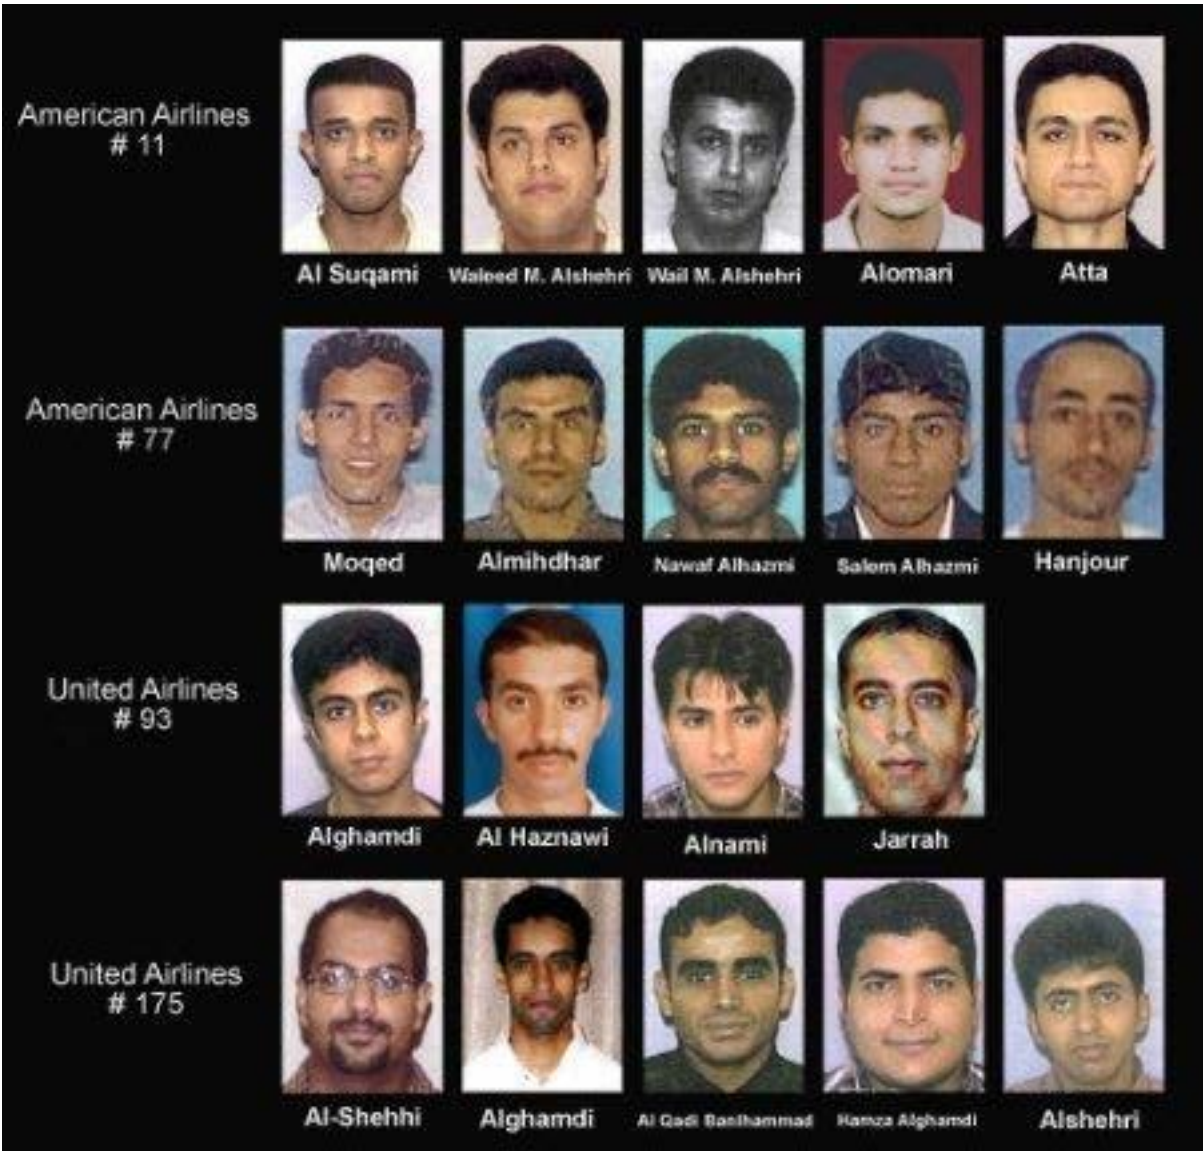 American Airlines
# 11
Al Suqami Waleed M. Alshehri Wail M. Alshehri Alomari Atta
American Airlines
# 77
Moqed Almihdhar Nawaf Alhazmi Salem Alhazmi Hanjour
United Airlines
# 93
Alghamdi Al Haznawi Alnami Jarrah
United Airlines
# 175
Al-Shehhi Alghamdi Al Qadi Banihammad Hamza Alghamdi Alshehri